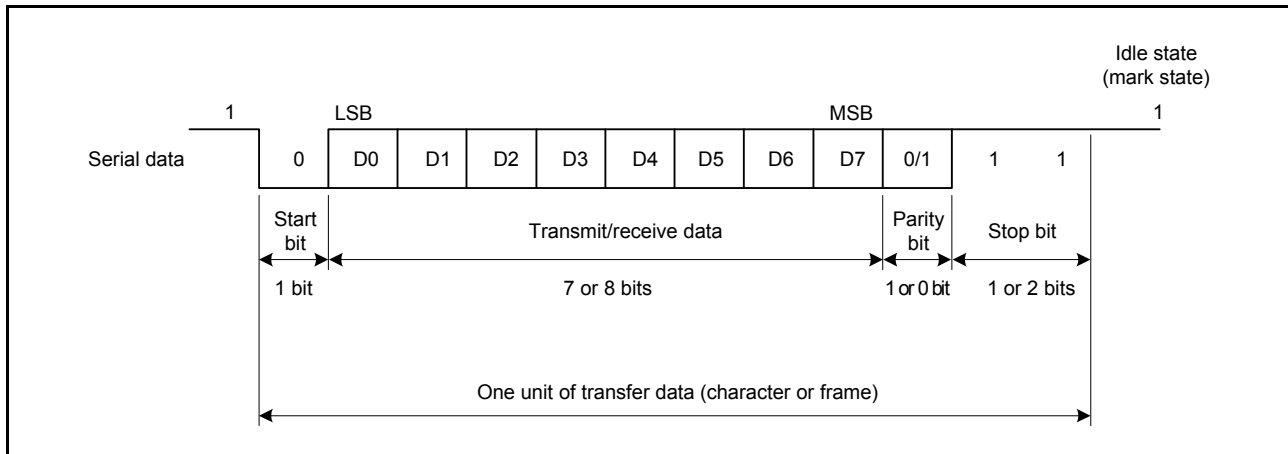 Idle state
(mark state)
1 LSB MSB 1
Serial data 0 D0 D1 D2 D3 D4 D5 D6 D7 0/1 1 1
Start
bit
Transmit/receive data
Parity
bit
Stop bit
1 bit 7 or 8 bits 1 or 0 bit 1 or 2 bits
One unit of transfer data (character or frame)